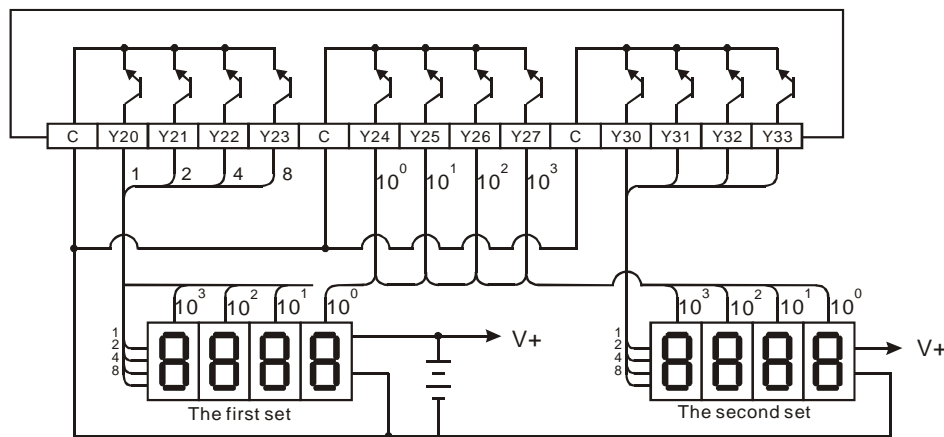 C Y20 Y21 Y22 Y23 C Y24 Y25 Y26 Y27 C Y30 Y31 Y32 Y33
1 2 4 8 10⁰ 10¹ 10² 10³
10³ 10² 10¹ 10⁰ 10³ 10² 10¹ 10⁰
1
2
4
8
V+
1
2
4
8
V+
The first set
The second set